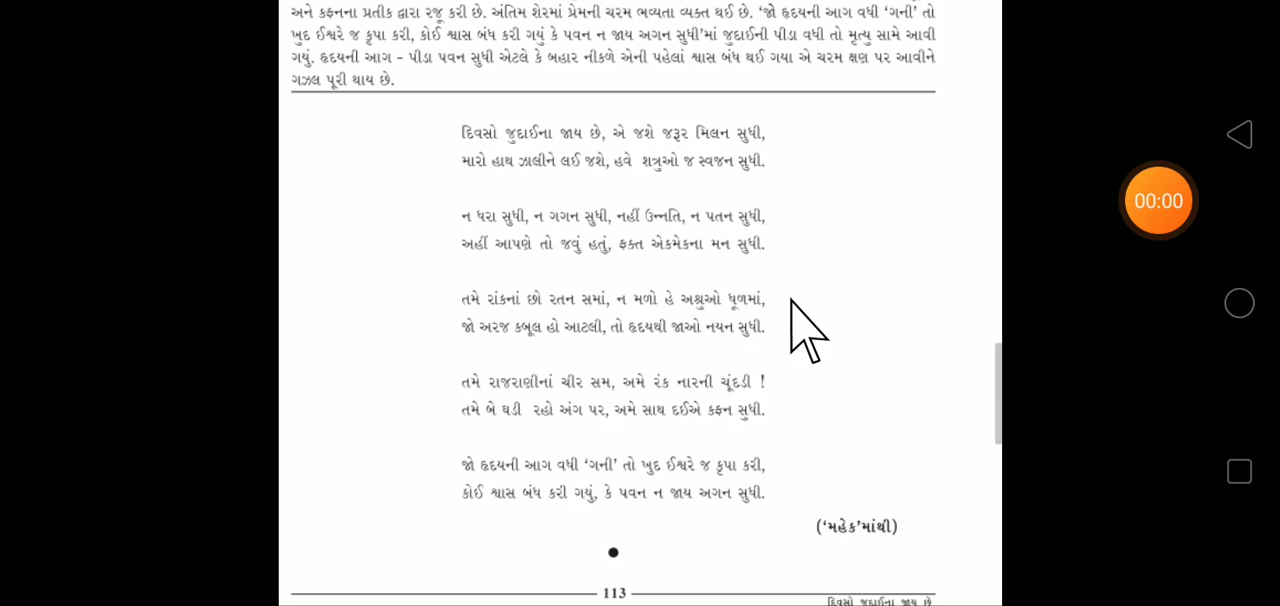 અને કફનના પ્રતીક દ્વારા રજૂ કરી છે. અંતિમ શેરમાં પ્રેમની ચરમ ભવ્યતા વ્યક્ત થઈ છે. ‘જો હૃદયની આગ વધી ‘ગની’ તો
ખુદ ઈશ્વરે જ કૃપા કરી, કોઈ શ્વાસ બંધ કરી ગયું કે પવન ન જાય અગન સુધી’માં જુદાઈની પીડા વધી તો મૃત્યુ સામે આવી
ગયું. હૃદયની આગ – પીડા પવન સુધી એટલે કે બહાર નીકળે એની પહેલાં શ્વાસ બંધ થઈ ગયા એ ચરમ ક્ષણ પર આવીને
ગઝલ પૂરી થાય છે.
દિવસો જુદાઈના જાય છે, એ જશે જરૂર મિલન સુધી,
મારો હાથ ઝાલીને લઈ જશે, હવે શત્રુઓ જ સ્વજન સુધી.
ન ધરા સુધી, ન ગગન સુધી, નહીં ઉન્નતિ, ન પતન સુધી,
અહીં આપણે તો જવું હતું, ફક્ત એકમેકના મન સુધી.
તમે રાંકનાં છો રતન સમાં, ન મળો હે અશ્રુઓ ધૂળમાં,
જો અરજ કબૂલ હો આટલી, તો હૃદયથી જાઓ નયન સુધી.
તમે રાજરાણીનાં ચીર સમ, અમે રંક નારની ચૂંદડી !
તમે બે ઘડી રહો અંગ પર, અમે સાથ દઈએ કફન સુધી.
જો હૃદયની આગ વધી ‘ગની’ તો ખુદ ઈશ્વરે જ કૃપા કરી,
કોઈ શ્વાસ બંધ કરી ગયું, કે પવન ન જાય અગન સુધી.
(‘મહેક’માંથી)
113
દિવસો જુદાઈના જાય છે
00:00